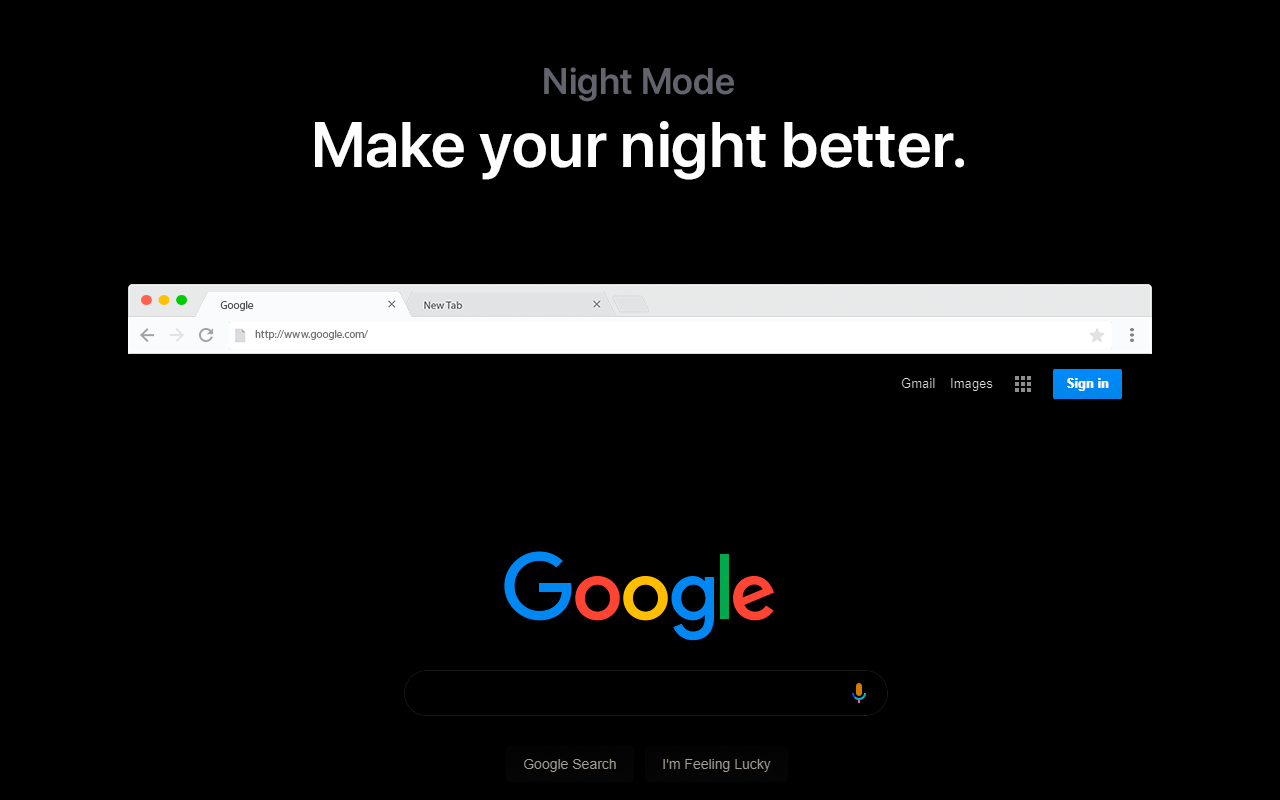 Night Mode
Make your night better.
Google New Tab
http://www.google.com/
Gmail Images Sign in
Google
Google Search I'm Feeling Lucky